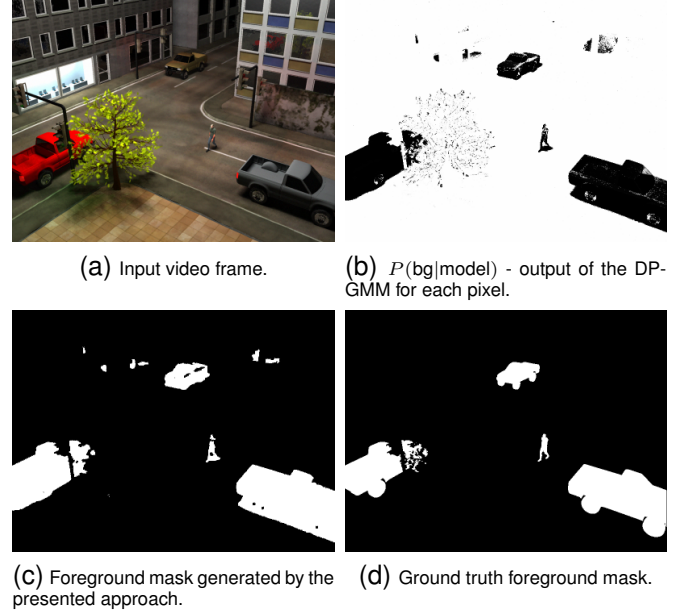 (a) Input video frame.
(b) P(bg|model) - output of the DP-
GMM for each pixel.
(c) Foreground mask generated by the
presented approach.
(d) Ground truth foreground mask.